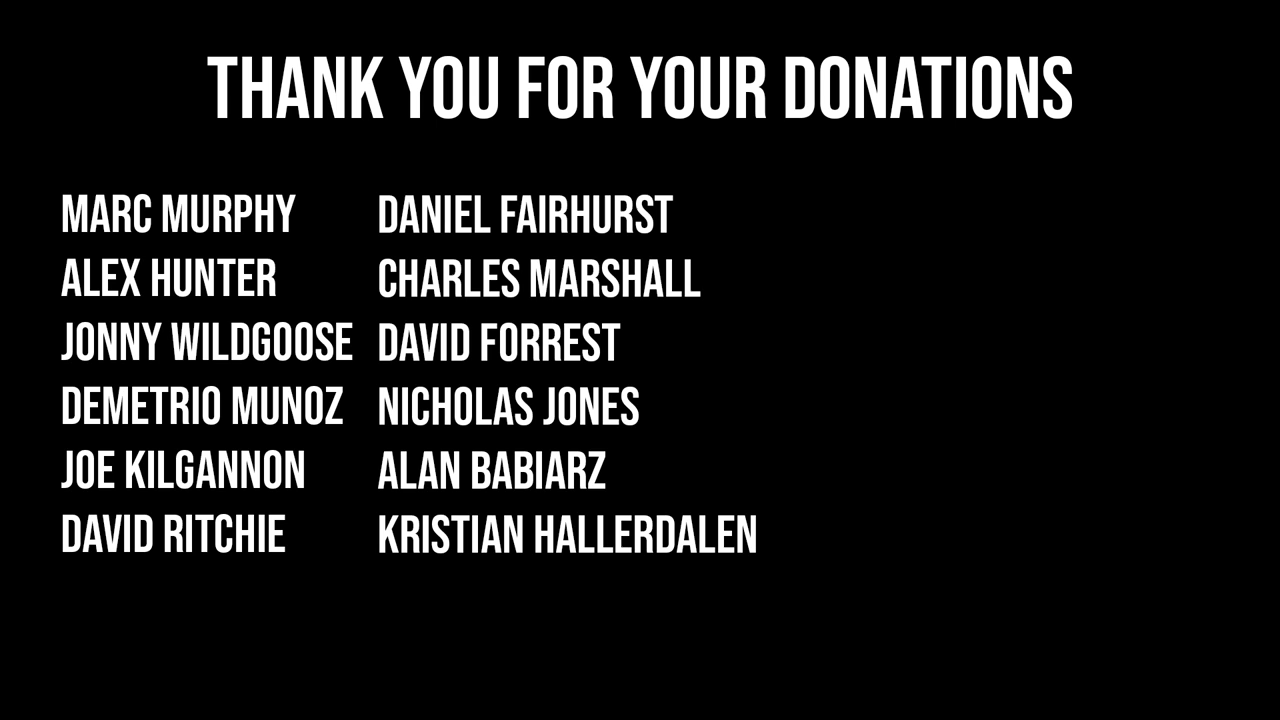 THANK YOU FOR YOUR DONATIONS
MARC MURPHY
ALEX HUNTER
JONNY WILDGOOSE
DEMETRIO MUNOZ
JOE KILGANNON
DAVID RITCHIE
DANIEL FAIRHURST
CHARLES MARSHALL
DAVID FORREST
NICHOLAS JONES
ALAN BABIARZ
KRISTIAN HALLERDALEN